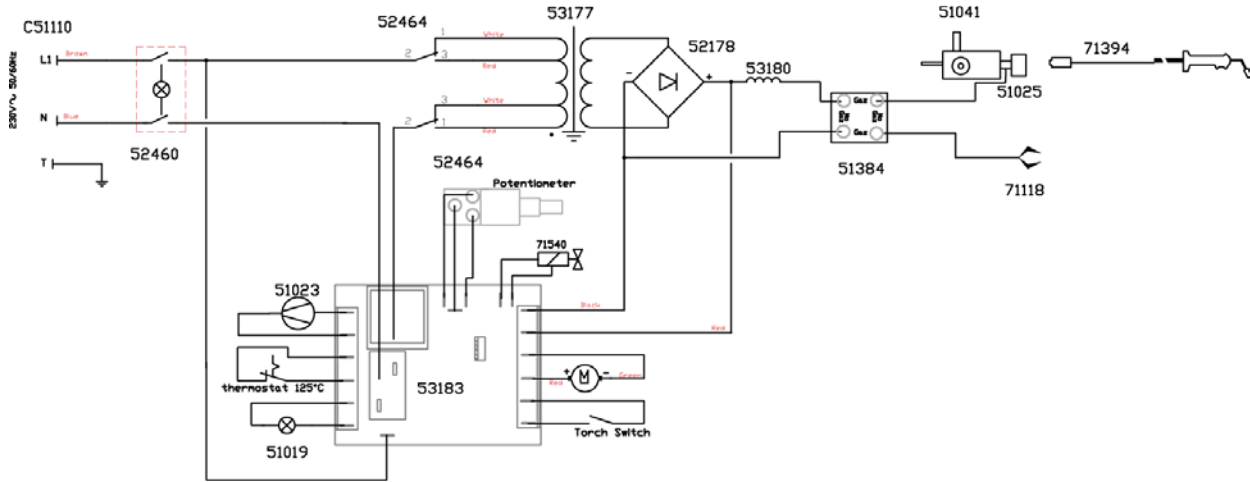 C51110
52464
53177
51041
L1
Brown
1
White
2
3
Red
52178
53180
71394
51025
230V~ 50/60Hz
N
Blue
52460
3
White
2
1
Red
-
+
Gaz
Gaz
51384
71118
T
52464
Potentiometer
71540
51023
Black
Red
thermostat 125°C
53183
Red
+
M
-
Green
51019
Torch Switch